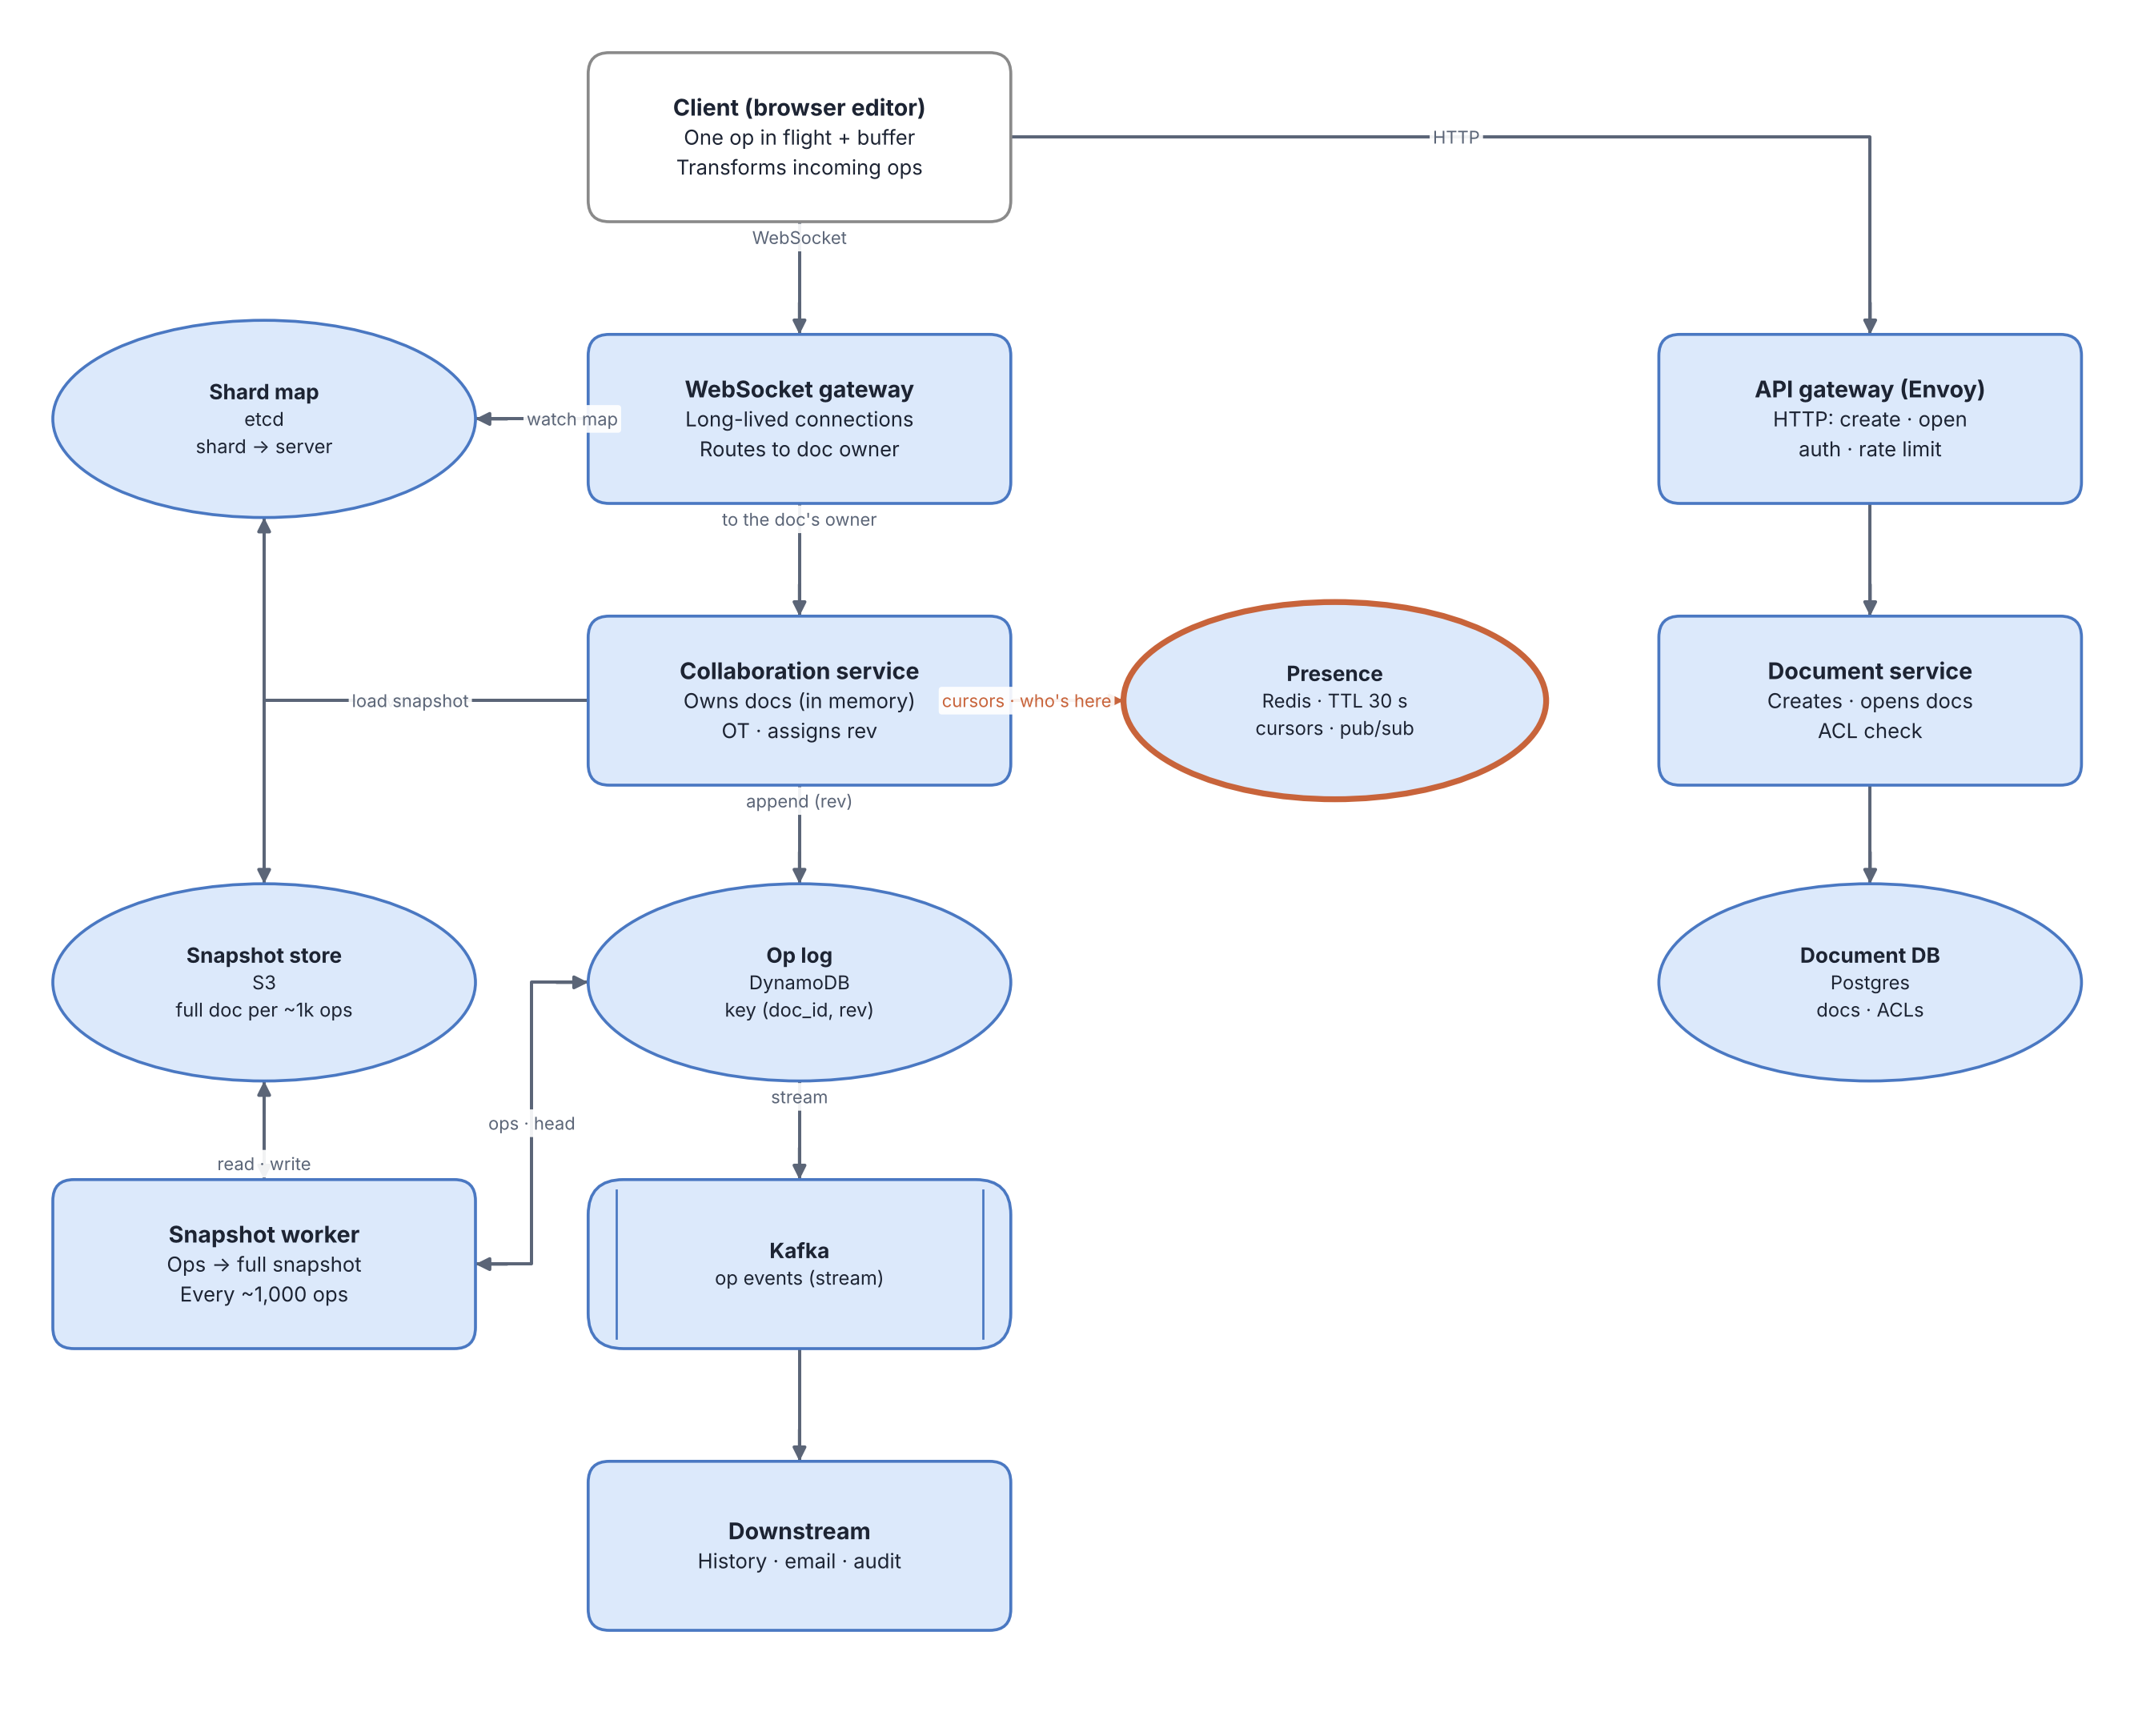 Client (browser editor)
One op in flight + buffer
Transforms incoming ops
HTTP
WebSocket
Shard map
etcd
shard → server
watch map
WebSocket gateway
Long-lived connections
Routes to doc owner
API gateway (Envoy)
HTTP: create · open
auth · rate limit
to the doc's owner
load snapshot
Collaboration service
Owns docs (in memory)
OT · assigns rev
cursors · who's here
Presence
Redis · TTL 30 s
cursors · pub/sub
Document service
Creates · opens docs
ACL check
append (rev)
Snapshot store
S3
full doc per ~1k ops
Op log
DynamoDB
key (doc_id, rev)
Document DB
Postgres
docs · ACLs
stream
ops · head
read · write
Snapshot worker
Ops → full snapshot
Every ~1,000 ops
Kafka
op events (stream)
Downstream
History · email · audit